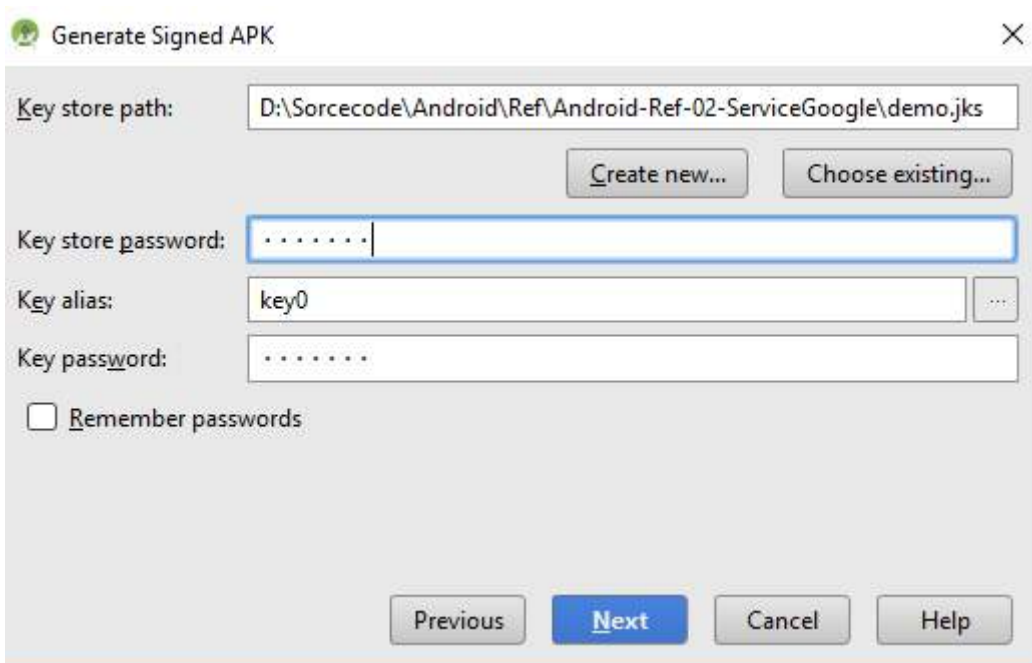 Generate Signed APK
Key store path: D:\Sorcecode\Android\Ref\Android-Ref-02-ServiceGoogle\demo.jks
Create new... Choose existing...
Key store password: ·······
Key alias: key0 ...
Key password: ·······
Remember passwords
Previous Next Cancel Help